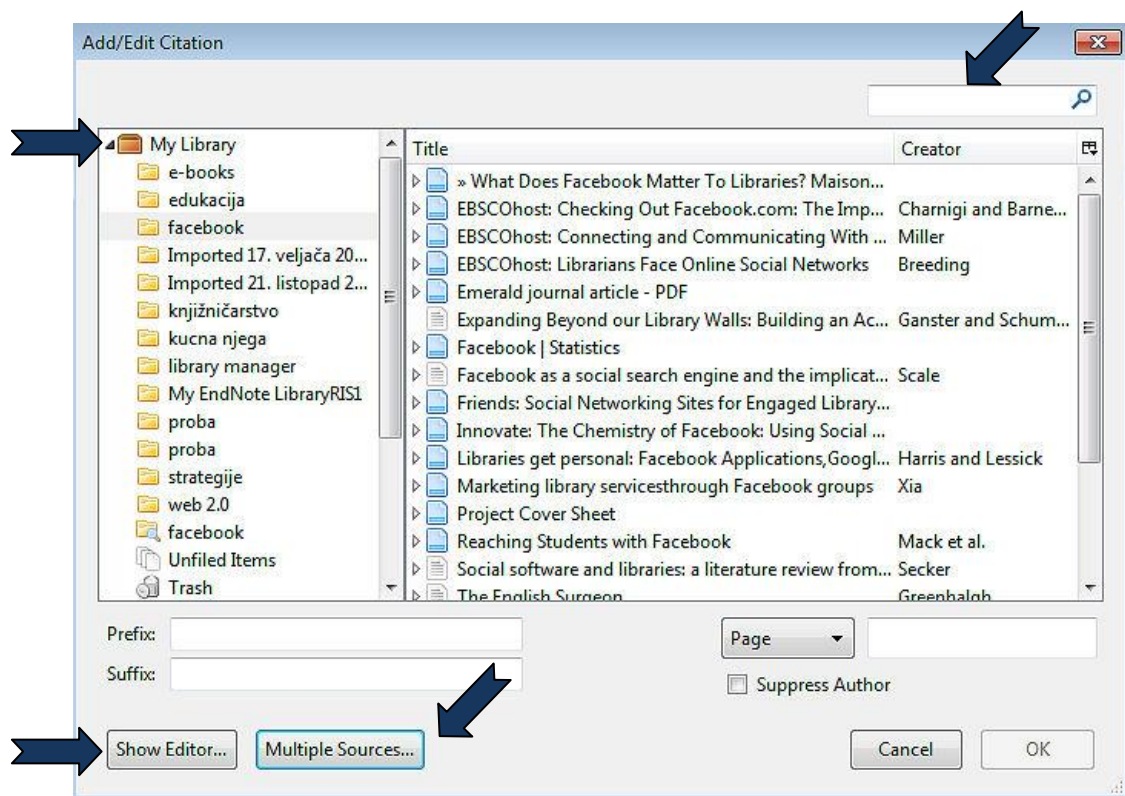 Add/Edit Citation
My Library
e-books
edukacija
facebook
Imported 17. veljača 20...
Imported 21. listopad 2...
knjižničarstvo
kucna njega
library manager
My EndNote LibraryRIS1
proba
proba
strategije
web 2.0
facebook
Unfiled Items
Trash
Title Creator
» What Does Facebook Matter To Libraries? Maison...
EBSCOhost: Checking Out Facebook.com: The Imp... Charnigi and Barne...
EBSCOhost: Connecting and Communicating With ... Miller
EBSCOhost: Librarians Face Online Social Networks Breeding
Emerald journal article - PDF
Expanding Beyond our Library Walls: Building an Ac... Ganster and Schum...
Facebook | Statistics
Facebook as a social search engine and the implicat... Scale
Friends: Social Networking Sites for Engaged Library...
Innovate: The Chemistry of Facebook: Using Social ...
Libraries get personal: Facebook Applications,Googl... Harris and Lessick
Marketing library servicesthrough Facebook groups Xia
Project Cover Sheet
Reaching Students with Facebook Mack et al.
Social software and libraries: a literature review from... Secker
The English Surgeon Greenhalgh
Prefix:
Page
Suffix:
Suppress Author
Show Editor... Multiple Sources... Cancel OK